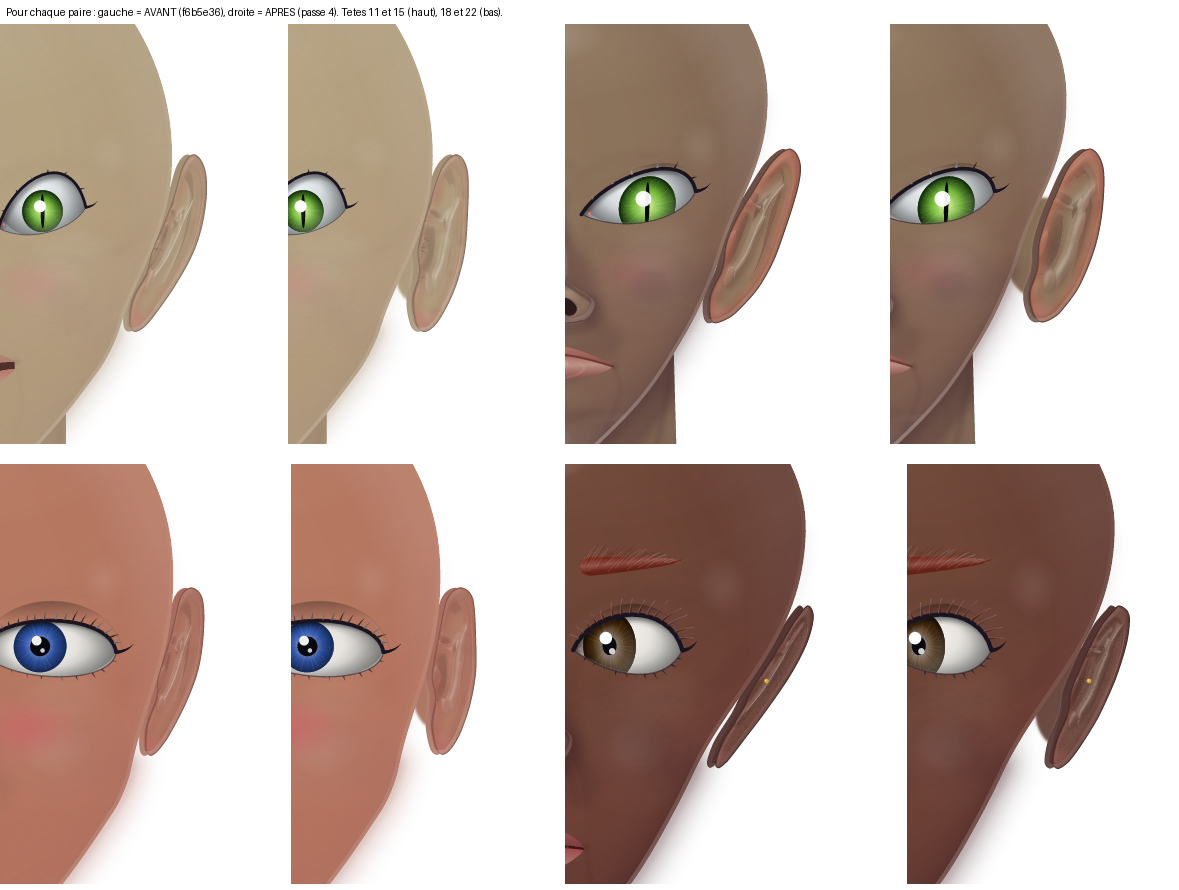 Pour chaque paire : gauche = AVANT (f6b5e36), droite = APRES (passe 4). Tetes 11 et 15 (haut), 18 et 22 (bas).